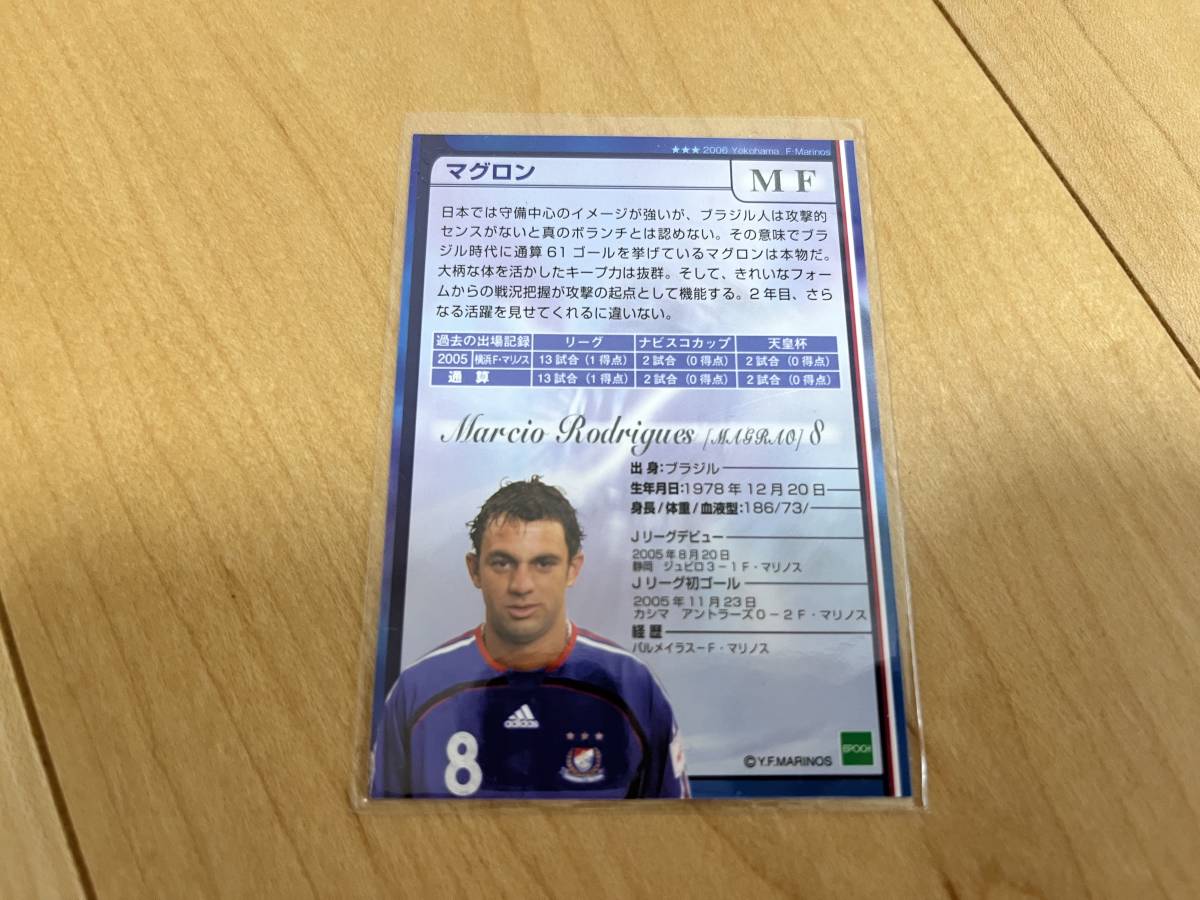 ★★★ 2006 Yokohama F・Marinos
マグロン
MF
日本では守備中心のイメージが強いが、ブラジル人は攻撃的
センスがないと真のボランチとは認めない。その意味でブラ
ジル時代に通算61ゴールを挙げているマグロンは本物だ。
大柄な体を活かしたキープ力は抜群。そして、きれいなフォー
ムからの戦況把握が攻撃の起点として機能する。2年目、さら
なる活躍を見せてくれるに違いない。
過去の出場記録 リーグ ナビスコカップ 天皇杯
2005 横浜F・マリノス 13試合（1得点） 2試合（0得点） 2試合（0得点）
通算 13試合（1得点） 2試合（0得点） 2試合（0得点）
Marcio Rodrigues [MAGRAO] 8
出身:ブラジル
生年月日:1978年12月20日
身長/体重/血液型:186/73/
Jリーグデビュー
2005年8月20日
静岡 ジュビロ3－1F・マリノス
Jリーグ初ゴール
2005年11月23日
カシマ アントラーズ0－2F・マリノス
経歴
パルメイラス－F・マリノス
adidas
8
©Y.F.MARINOS
EPOCH